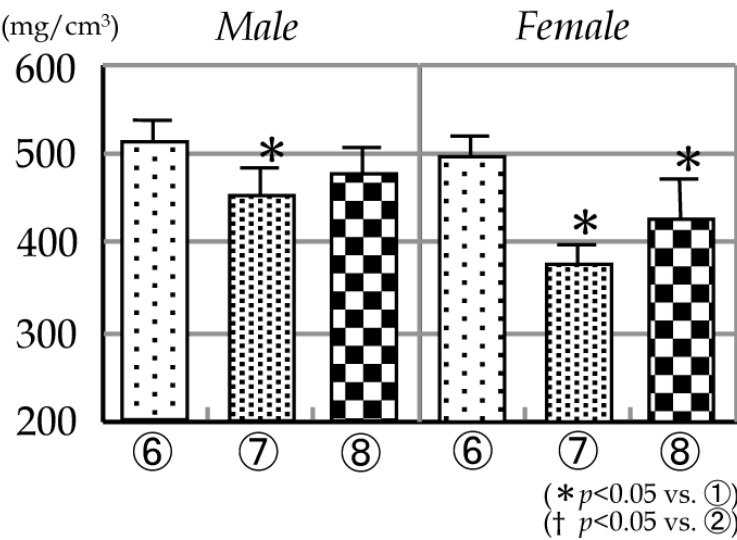 (mg/cm³) Male Female
600
500
400
300
200
* * *
⑥ ⑦ ⑧ ⑥ ⑦ ⑧
(* p<0.05 vs. ①)
(† p<0.05 vs. ②)